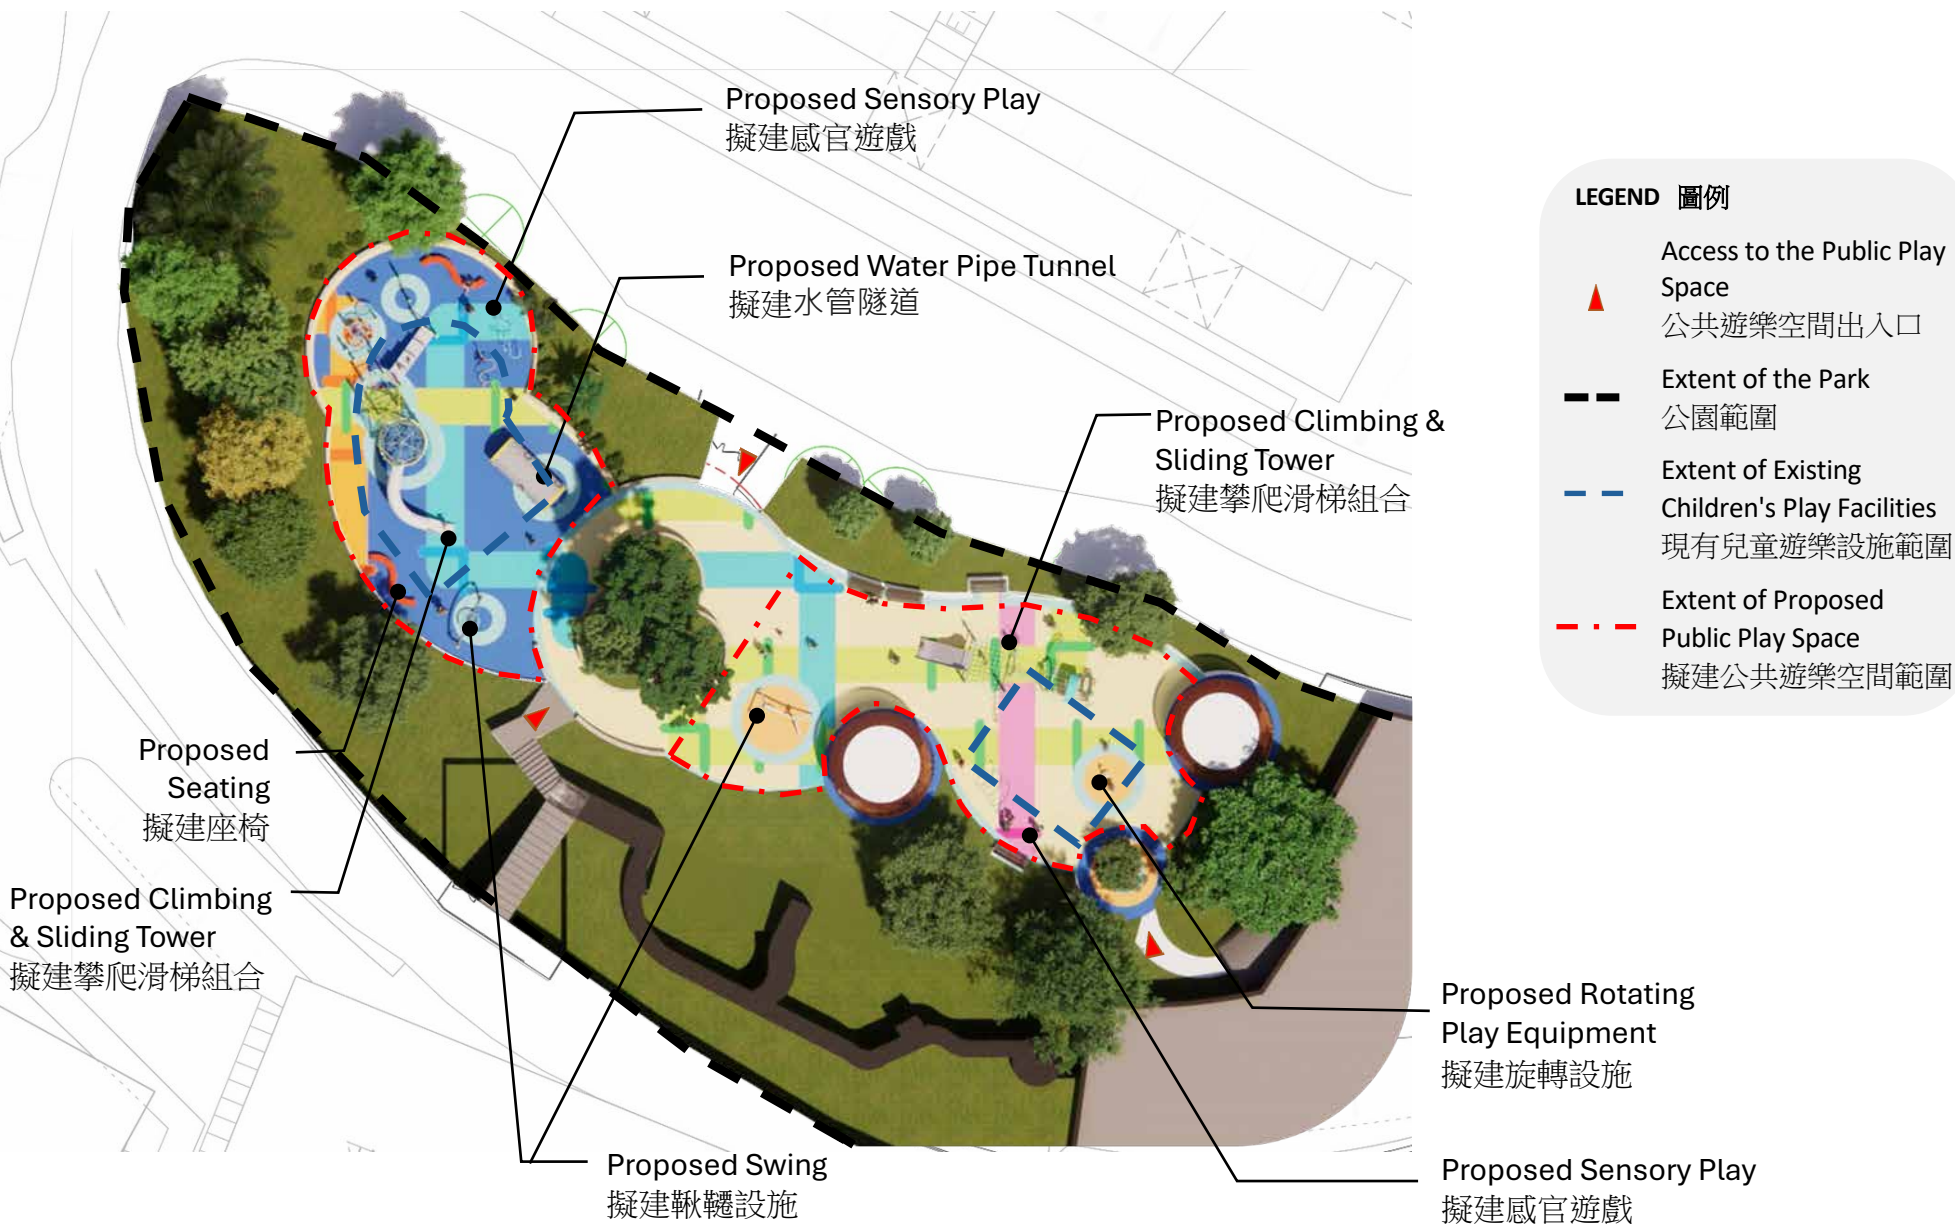 Proposed Sensory Play
擬建感官遊戲
Proposed Water Pipe Tunnel
擬建水管隧道
Proposed Climbing &
Sliding Tower
擬建攀爬滑梯組合
LEGEND 圖例
Access to the Public Play
Space
公共遊樂空間出入口
Extent of the Park
公園範圍
Extent of Existing
Children's Play Facilities
現有兒童遊樂設施範圍
Extent of Proposed
Public Play Space
擬建公共遊樂空間範圍
Proposed
Seating
擬建座椅
Proposed Climbing
& Sliding Tower
擬建攀爬滑梯組合
Proposed Swing
擬建鞦韆設施
Proposed Rotating
Play Equipment
擬建旋轉設施
Proposed Sensory Play
擬建感官遊戲